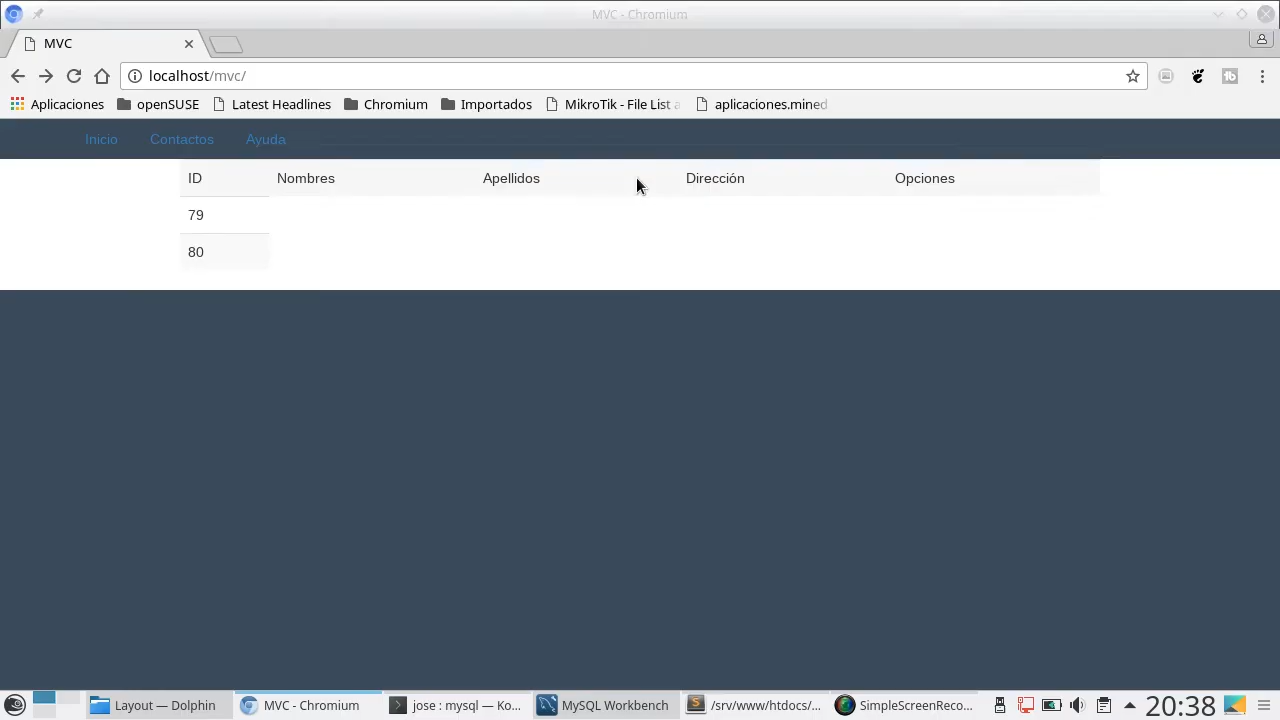 MVC - Chromium
MVC
localhost/mvc/
Aplicaciones openSUSE Latest Headlines Chromium Importados MikroTik - File List a aplicaciones.mined
Inicio Contactos Ayuda
ID Nombres Apellidos Dirección Opciones
79
80
Layout — Dolphin MVC - Chromium jose : mysql — Ko... MySQL Workbench /srv/www/htdocs/... SimpleScreenReco... 20:38